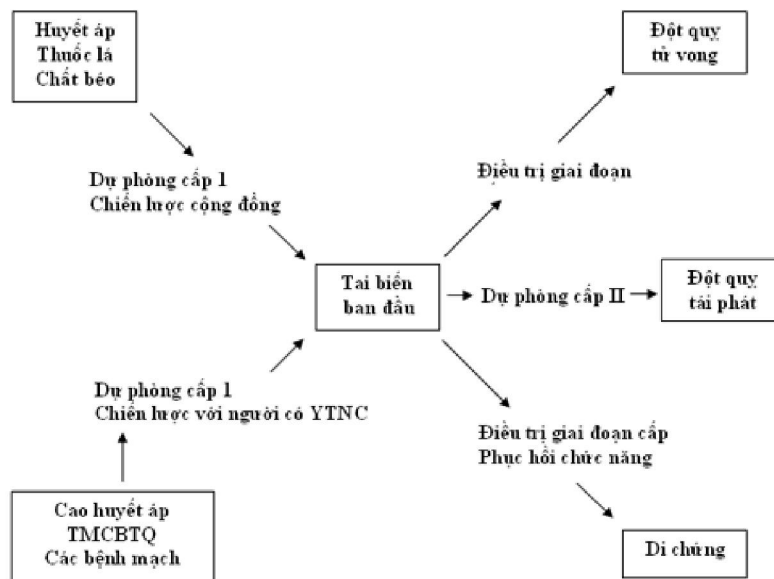 Huyết áp
Thuốc lá
Chất béo
Đột quỵ
tử vong
Dự phòng cấp 1
Chiến lược cộng đồng
Điều trị giai đoạn
Tai biến
ban đầu
Dự phòng cấp II
Đột quỵ
tái phát
Dự phòng cấp 1
Chiến lược với người có YTNC
Điều trị giai đoạn cấp
Phục hồi chức năng
Cao huyết áp
TMCBTQ
Các bệnh mạch
Di chứng